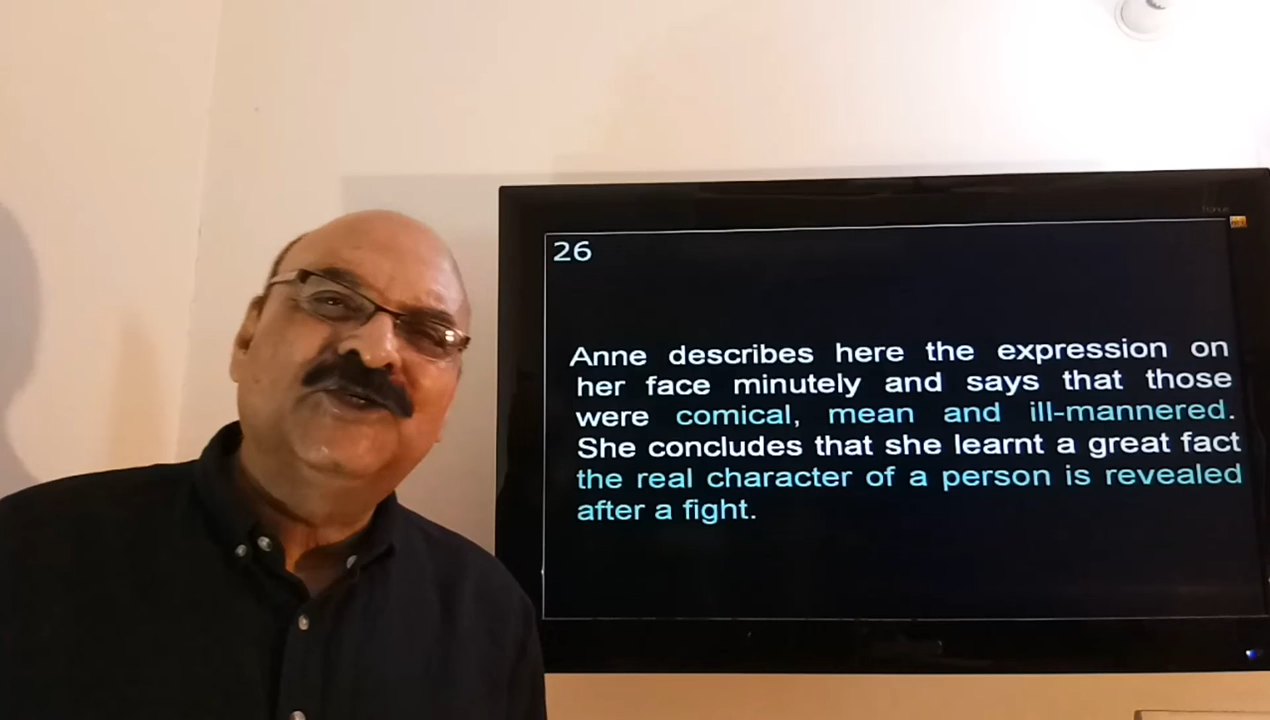 26
Anne describes here the expression on
her face minutely and says that those
were comical, mean and ill-mannered.
She concludes that she learnt a great fact
the real character of a person is revealed
after a fight.